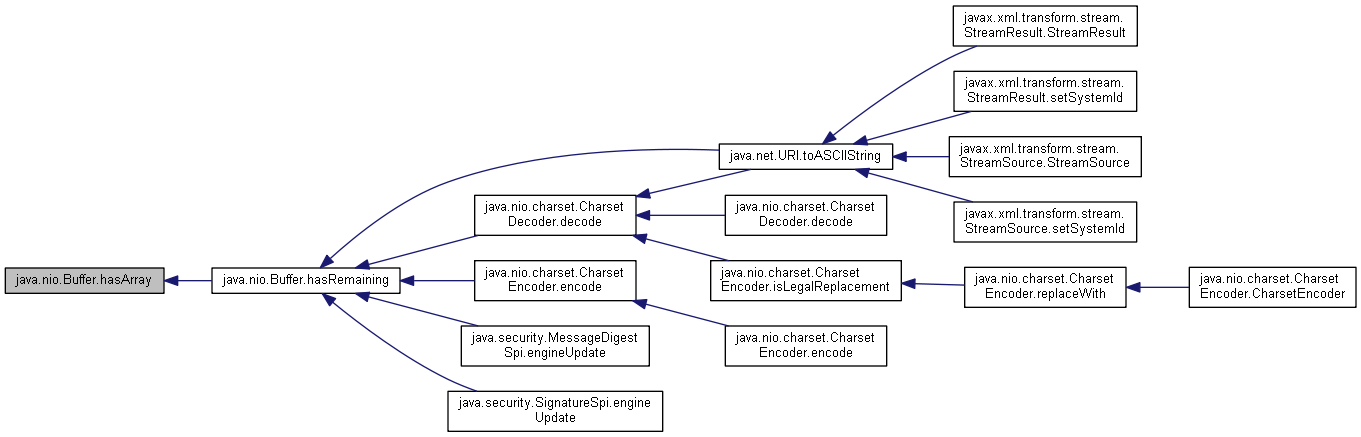 javax.xml.transform.stream.
StreamResult.StreamResult
javax.xml.transform.stream.
StreamResult.setSystemId
java.net.URI.toASCIIString
javax.xml.transform.stream.
StreamSource.StreamSource
java.nio.charset.Charset
Decoder.decode
java.nio.charset.Charset
Decoder.decode
javax.xml.transform.stream.
StreamSource.setSystemId
java.nio.Buffer.hasArray
java.nio.Buffer.hasRemaining
java.nio.charset.Charset
Encoder.encode
java.nio.charset.Charset
Encoder.isLegalReplacement
java.nio.charset.Charset
Encoder.replaceWith
java.nio.charset.Charset
Encoder.CharsetEncoder
java.security.MessageDigest
Spi.engineUpdate
java.nio.charset.Charset
Encoder.encode
java.security.SignatureSpi.engine
Update